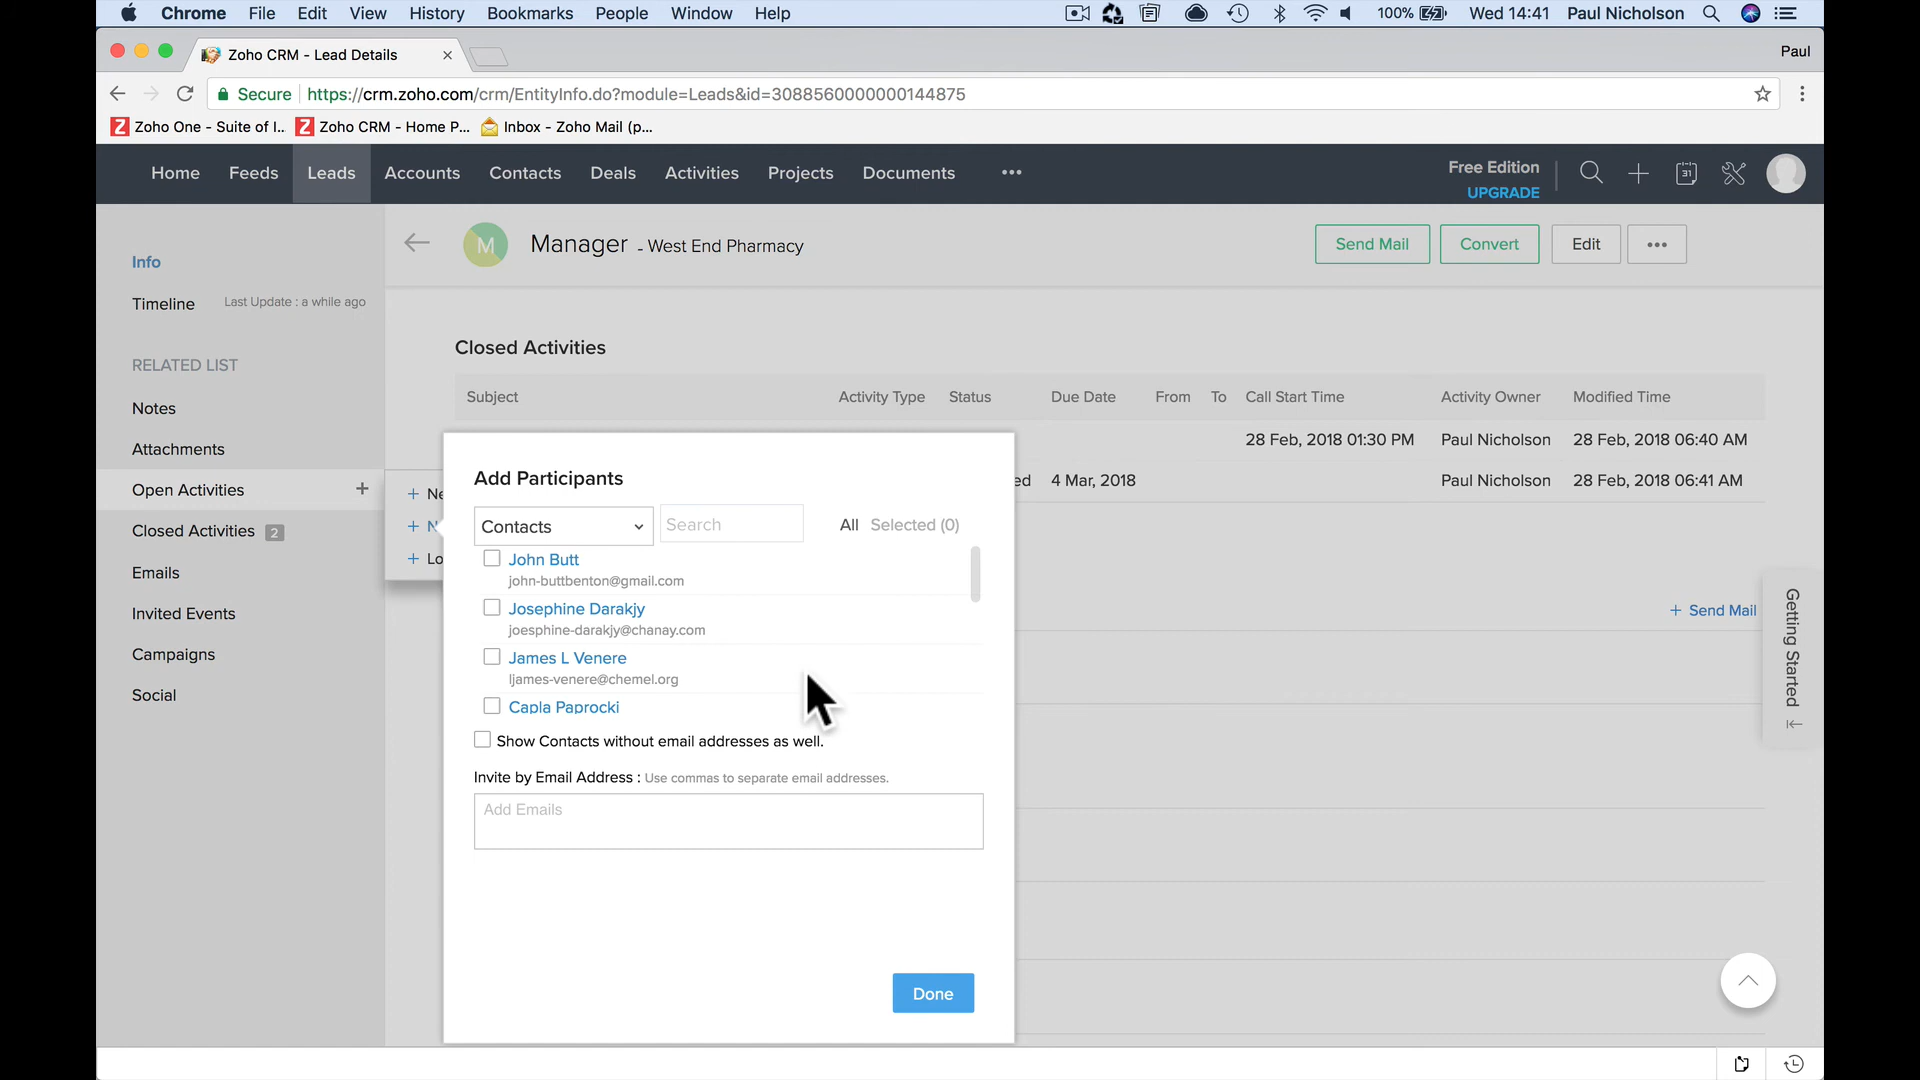 Chrome File Edit View History Bookmarks People Window Help 100% Wed 14:41 Paul Nicholson
Zoho CRM - Lead Details Paul
Secure https://crm.zoho.com/crm/EntityInfo.do?module=Leads&id=3088560000000144875
Zoho One - Suite of I... Zoho CRM - Home P... Inbox - Zoho Mail (p...
Home Feeds Leads Accounts Contacts Deals Activities Projects Documents ••• Free Edition 31
UPGRADE
M Manager - West End Pharmacy Send Mail Convert Edit •••
Info
Timeline Last Update : a while ago
RELATED LIST
Notes
Attachments
Open Activities +
Closed Activities 2
Emails
Invited Events
Campaigns
Social
+ Ne
+ N
+ Lo
Closed Activities
Subject Activity Type Status Due Date From To Call Start Time Activity Owner Modified Time
28 Feb, 2018 01:30 PM Paul Nicholson 28 Feb, 2018 06:40 AM
ed 4 Mar, 2018 Paul Nicholson 28 Feb, 2018 06:41 AM
Add Participants
Contacts Search All Selected (0)
John Butt
john-buttbenton@gmail.com
Josephine Darakjy
joesphine-darakjy@chanay.com
James L Venere
ljames-venere@chemel.org
Capla Paprocki
Show Contacts without email addresses as well.
Invite by Email Address : Use commas to separate email addresses.
Add Emails
Done
+ Send Mail
Getting Started